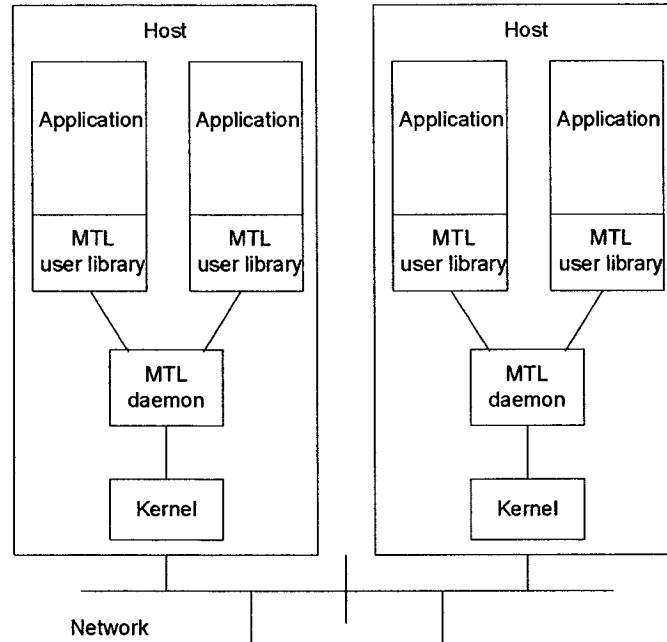 Host
Host
Application
Application
Application
Application
MTL
user library
MTL
user library
MTL
user library
MTL
user library
MTL
daemon
MTL
daemon
Kernel
Kernel
Network